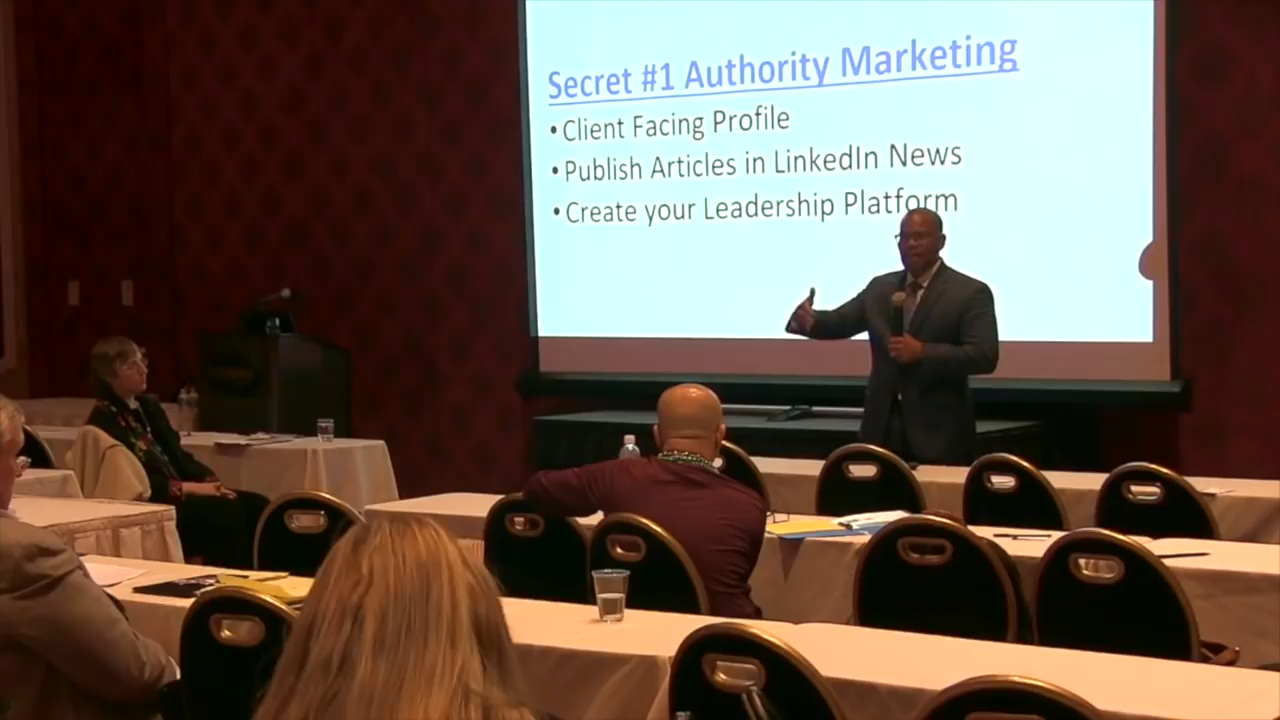 Secret #1 Authority Marketing
•Client Facing Profile
•Publish Articles in LinkedIn News
•Create your Leadership Platform